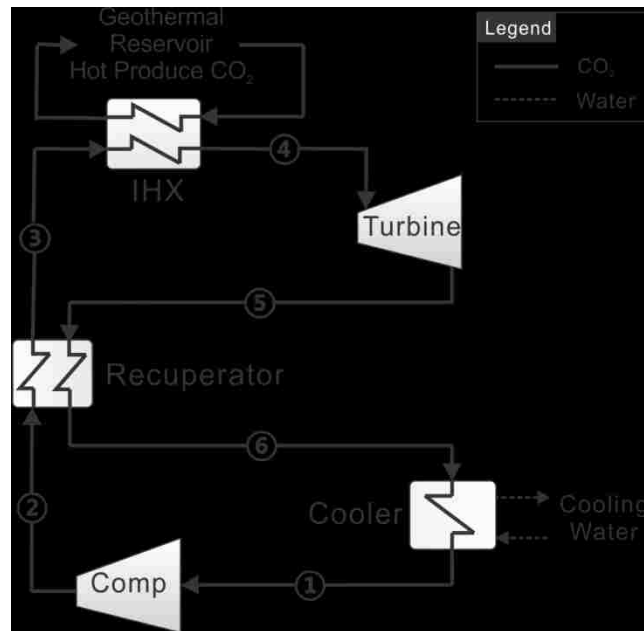 Geothermal
Reservoir
Hot Produce CO₂
Legend
CO₂
Water
IHX
④
Turbine
③
⑤
Recuperator
⑥
②
Cooler
Cooling
Water
Comp
①